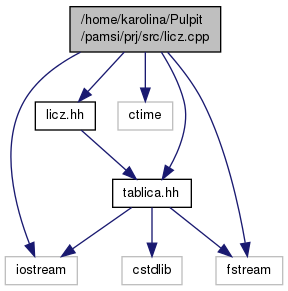 /home/karolina/Pulpit
/pamsi/prj/src/licz.cpp
licz.hh
ctime
tablica.hh
iostream
cstdlib
fstream